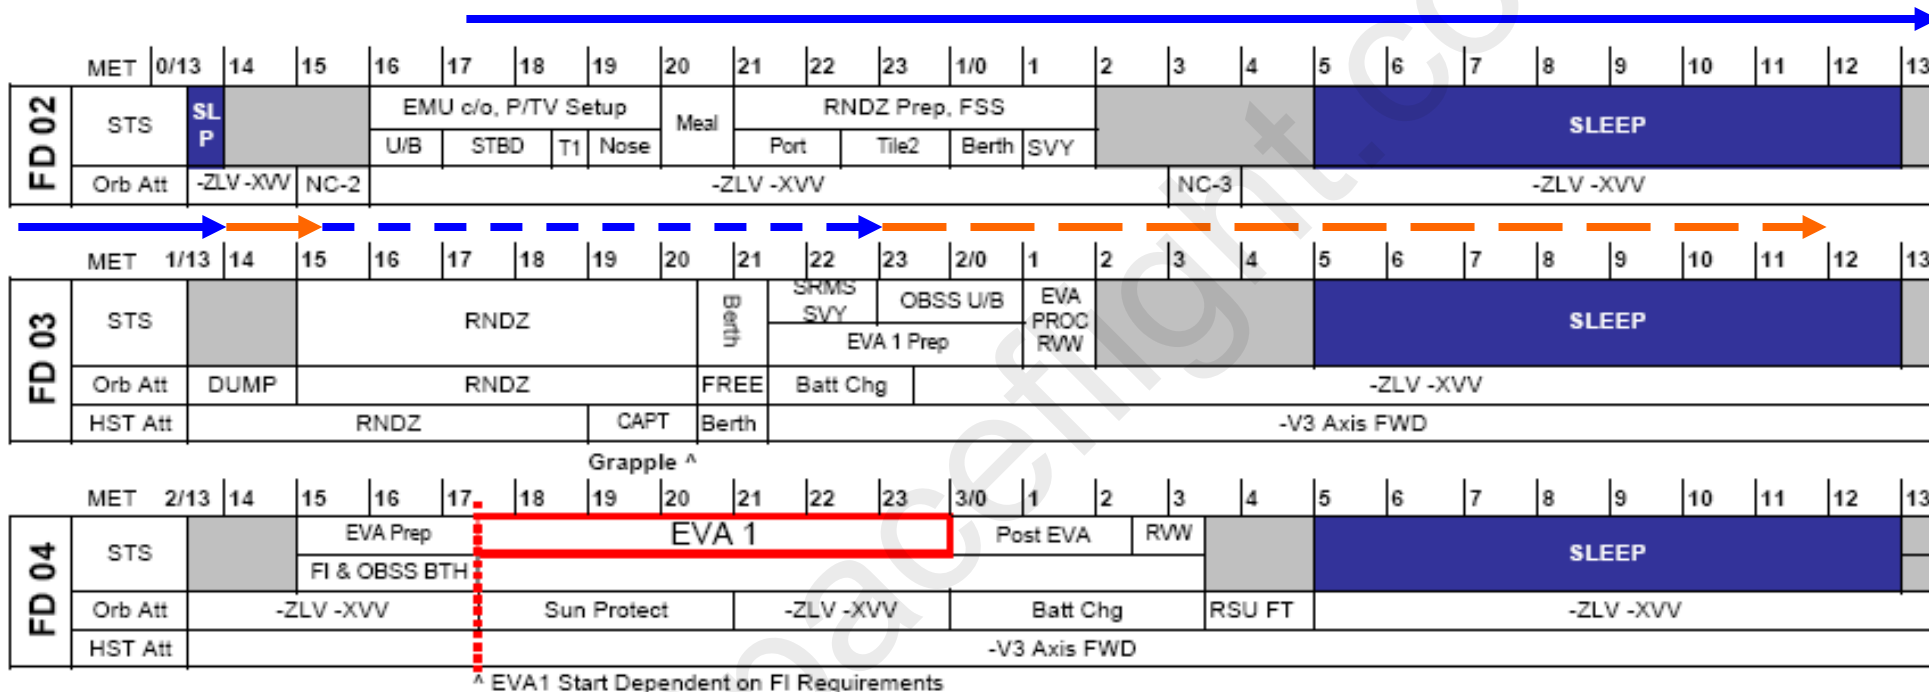 MET 0/13 14 15 16 17 18 19 20 21 22 23 1/0 1 2 3 4 5 6 7 8 9 10 11 12 13
FD 02 STS SLP EMU c/o, P/TV Setup Meal RNDZ Prep, FSS SLEEP
U/B STBD T1 Nose Port Tile2 Berth SVY
Orb Att -ZLV -XVV NC-2 -ZLV -XVV NC-3 -ZLV -XVV
MET 1/13 14 15 16 17 18 19 20 21 22 23 2/0 1 2 3 4 5 6 7 8 9 10 11 12 13
FD 03 STS RNDZ Berth SRMS SVY OBSS U/B EVA PROC RVW SLEEP
EVA 1 Prep
Orb Att DUMP RNDZ FREE Batt Chg -ZLV -XVV
HST Att RNDZ CAPT Berth -V3 Axis FWD
Grapple ^
MET 2/13 14 15 16 17 18 19 20 21 22 23 3/0 1 2 3 4 5 6 7 8 9 10 11 12 13
FD 04 STS EVA Prep EVA 1 Post EVA RVW SLEEP
FI & OBSS BTH
Orb Att -ZLV -XVV Sun Protect -ZLV -XVV Batt Chg RSU FT -ZLV -XVV
HST Att -V3 Axis FWD
^ EVA1 Start Dependent on FI Requirements